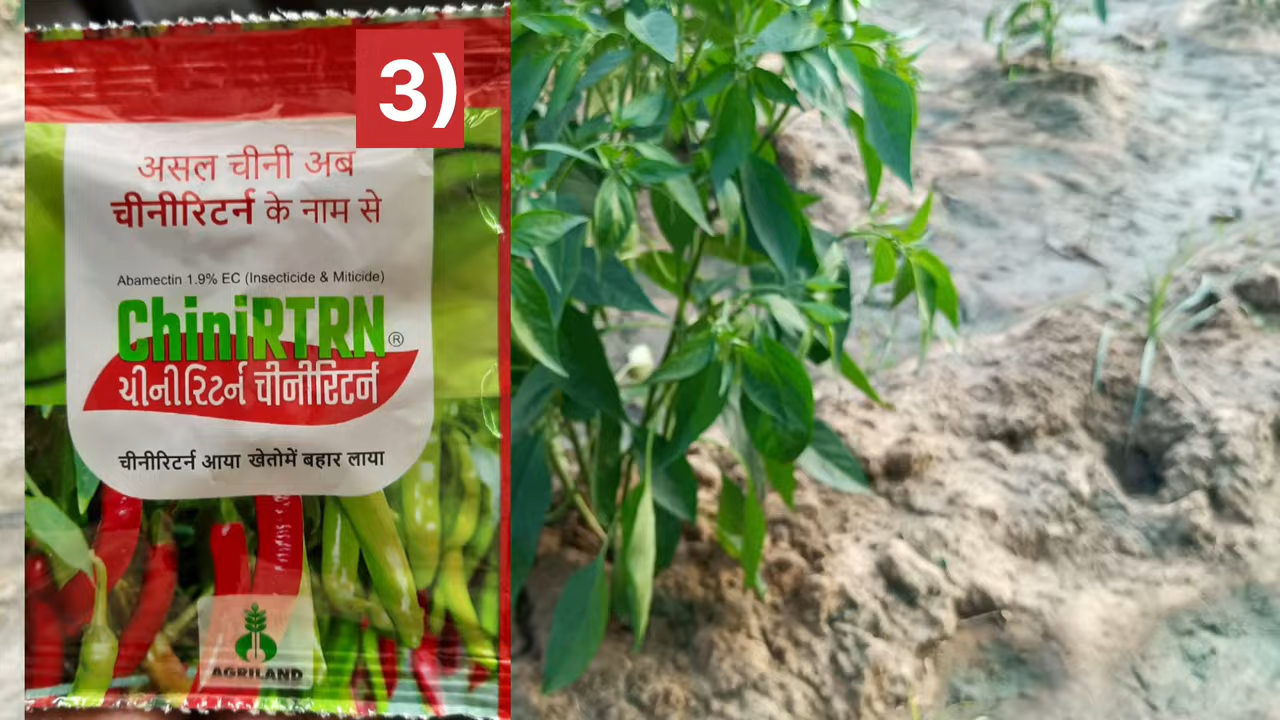 3)
असल चीनी अब
चीनीरिटर्न के नाम से
Abamectin 1.9% EC (Insecticide & Miticide)
ChiniRTRN®
ચીનીરિટર્ન चीनीरिटर्न
चीनीरिटर्न आया खेतोमें बहार लाया
AGRILAND